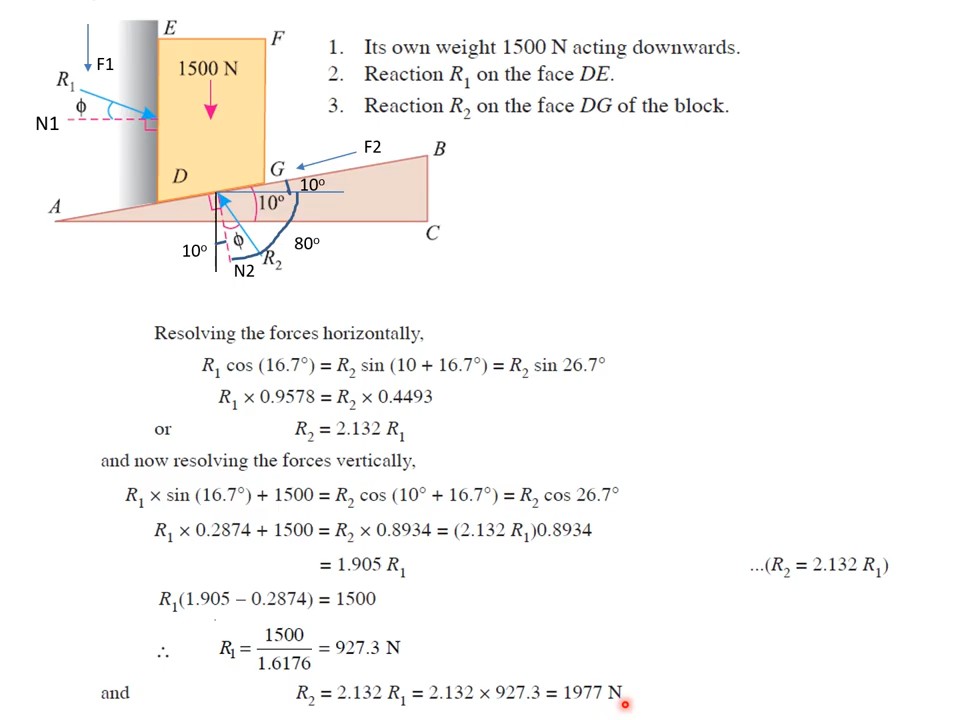 E
F
F1
1500 N
R1
ϕ
N1
D
G
F2
B
10o
10o
A
C
10o
ϕ
80o
R2
N2
1. Its own weight 1500 N acting downwards.
2. Reaction R1 on the face DE.
3. Reaction R2 on the face DG of the block.
Resolving the forces horizontally,
R1 cos (16.7°) = R2 sin (10 + 16.7°) = R2 sin 26.7°
R1 × 0.9578 = R2 × 0.4493
or R2 = 2.132 R1
and now resolving the forces vertically,
R1 × sin (16.7°) + 1500 = R2 cos (10° + 16.7°) = R2 cos 26.7°
R1 × 0.2874 + 1500 = R2 × 0.8934 = (2.132 R1)0.8934
= 1.905 R1 ...(R2 = 2.132 R1)
R1(1.905 – 0.2874) = 1500
∴ R1 = 1500/1.6176 = 927.3 N
and R2 = 2.132 R1 = 2.132 × 927.3 = 1977 N